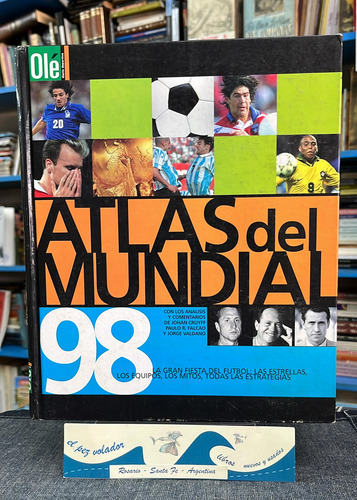 Olé
20
9
ATLAS del
MUNDIAL
98
CON LOS ANALISIS
Y COMENTARIOS
DE JOHAN CRUYFF
PAULO R. FALCAO
Y JORGE VALDANO
LA GRAN FIESTA DEL FUTBOL: LAS ESTRELLAS,
LOS EQUIPOS, LOS MITOS, TODAS LAS ESTRATEGIAS
el pez volador
libros
nuevos y usados
Rosario - Santa Fe - Argentina